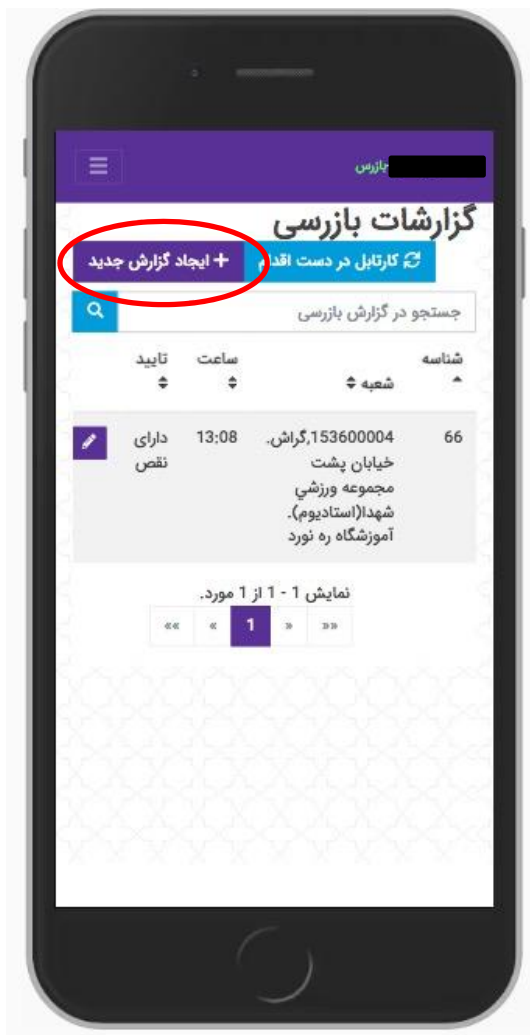 بازرس
گزارشات بازرسی
کارتابل در دست اقدام + ایجاد گزارش جدید
جستجو در گزارش بازرسی
شناسه شعبه ساعت تایید
66 153600004,گراش. 13:08 دارای
خیابان پشت نقص
مجموعه ورزشي
شهدا(استادیوم).
آموزشگاه ره نورد
نمایش 1 - 1 از 1 مورد.
«« « 1 » »»